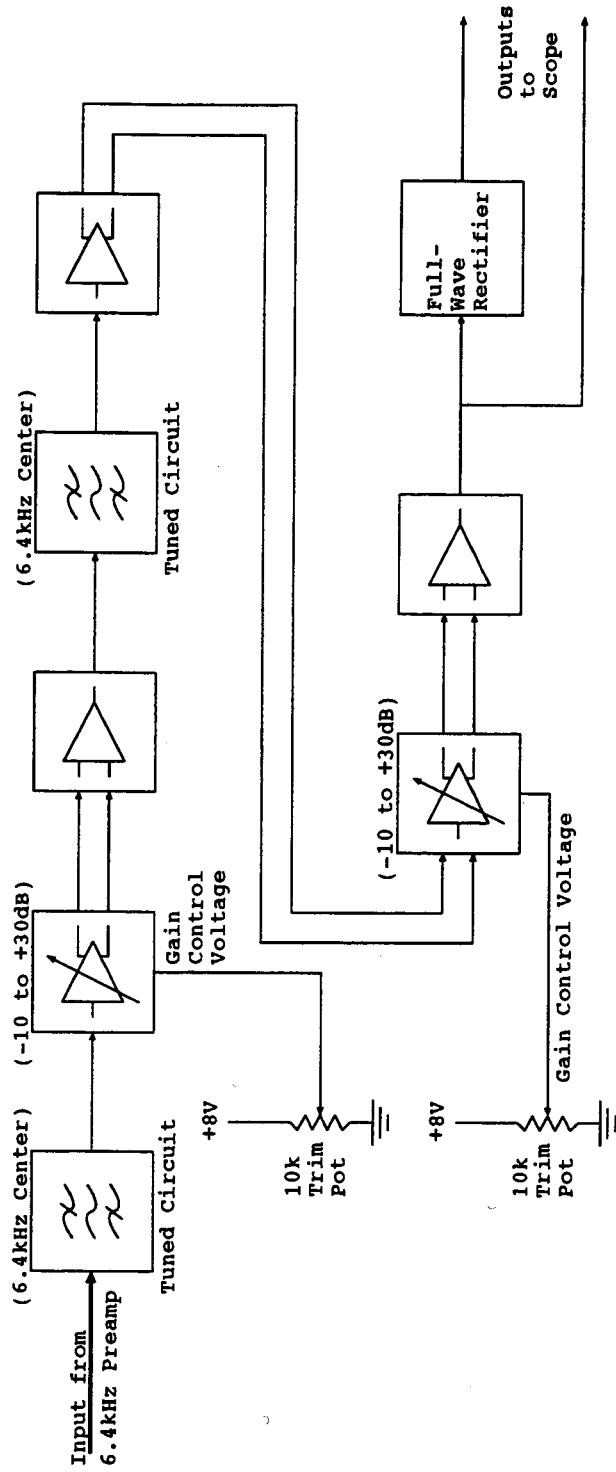 Input from
6.4kHz Preamp
(6.4kHz Center)
Tuned Circuit
(-10 to +30dB)
Gain
Control
Voltage
+8V
10k
Trim
Pot
(6.4kHz Center)
Tuned Circuit
+8V
10k
Trim
Pot
Gain Control Voltage
(-10 to +30dB)
Full-
Wave
Rectifier
Outputs
to
Scope